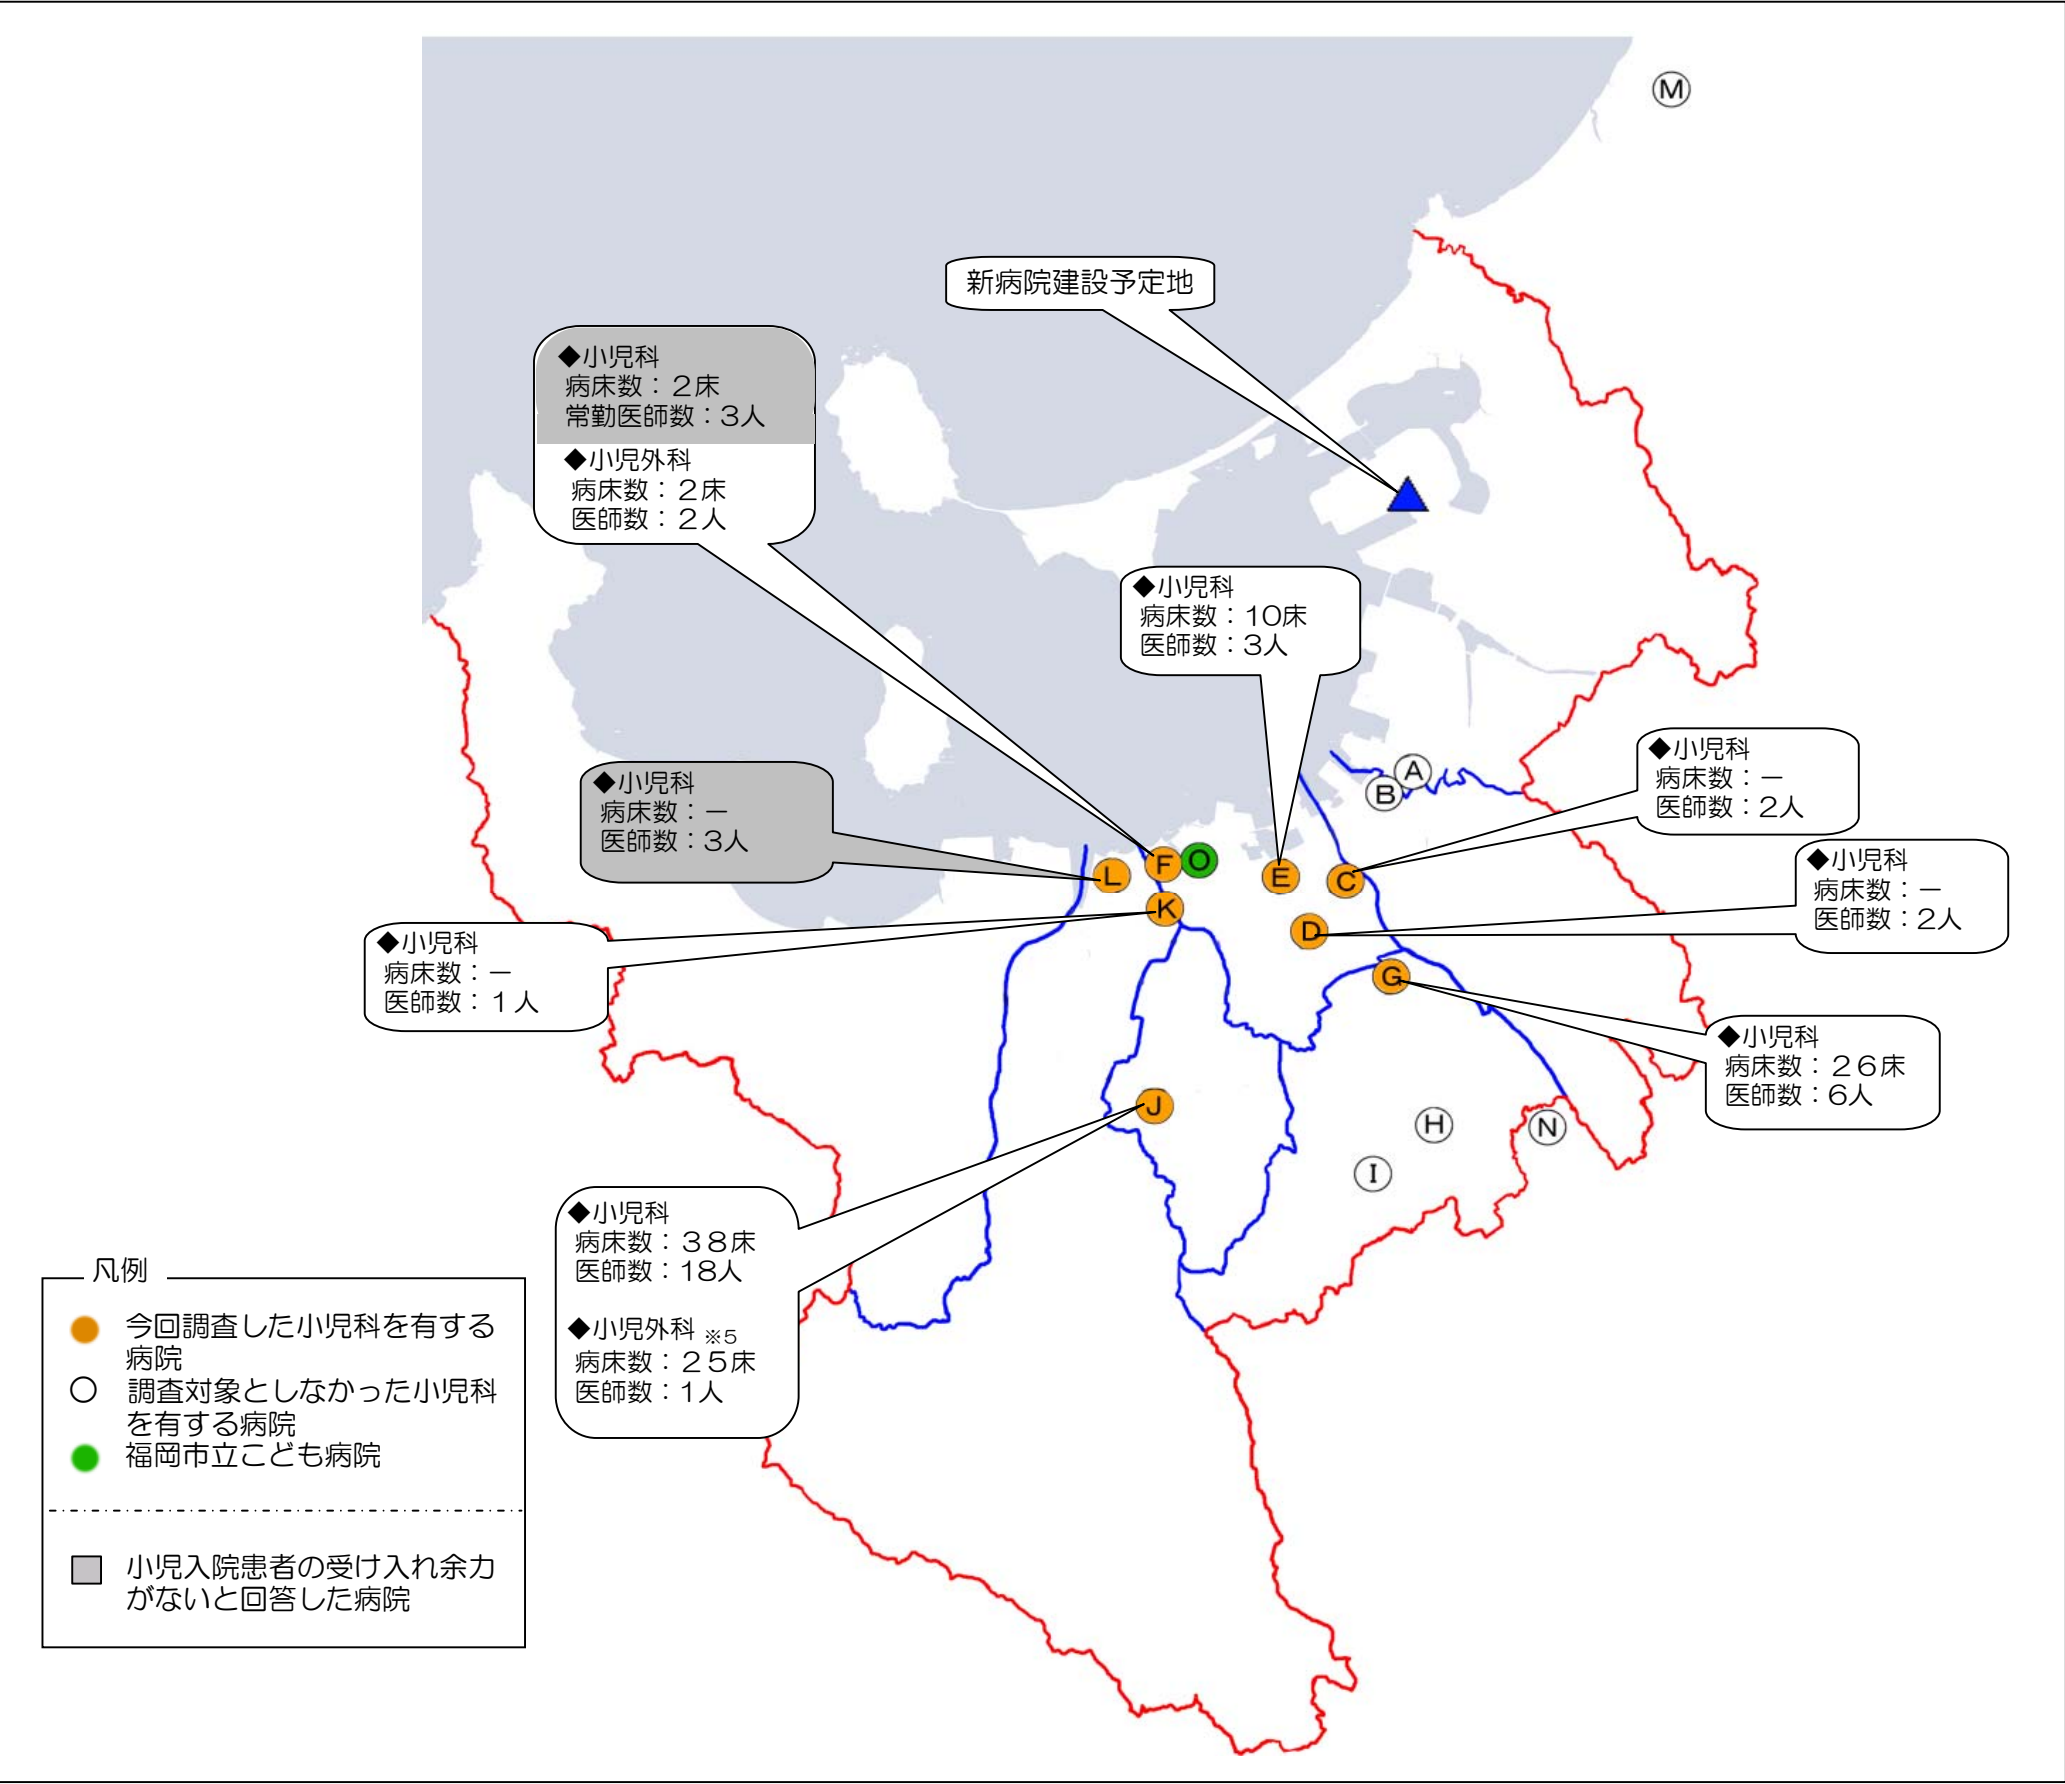 M
新病院建設予定地
◆小児科
病床数：２床
常勤医師数：3人
◆小児外科
病床数：２床
医師数：２人
◆小児科
病床数：10床
医師数：3人
◆小児科
病床数：－
医師数：2人
◆小児科
病床数：－
医師数：3人
◆小児科
病床数：－
医師数：2人
◆小児科
病床数：－
医師数：１人
◆小児科
病床数：２６床
医師数：6人
◆小児科
病床数：３８床
医師数：18人
◆小児外科 ※5
病床数：２５床
医師数：1人
A
B
L
F
O
E
C
K
D
G
J
H
N
I
凡例
今回調査した小児科を有する
病院
調査対象としなかった小児科
を有する病院
福岡市立こども病院
小児入院患者の受け入れ余力
がないと回答した病院